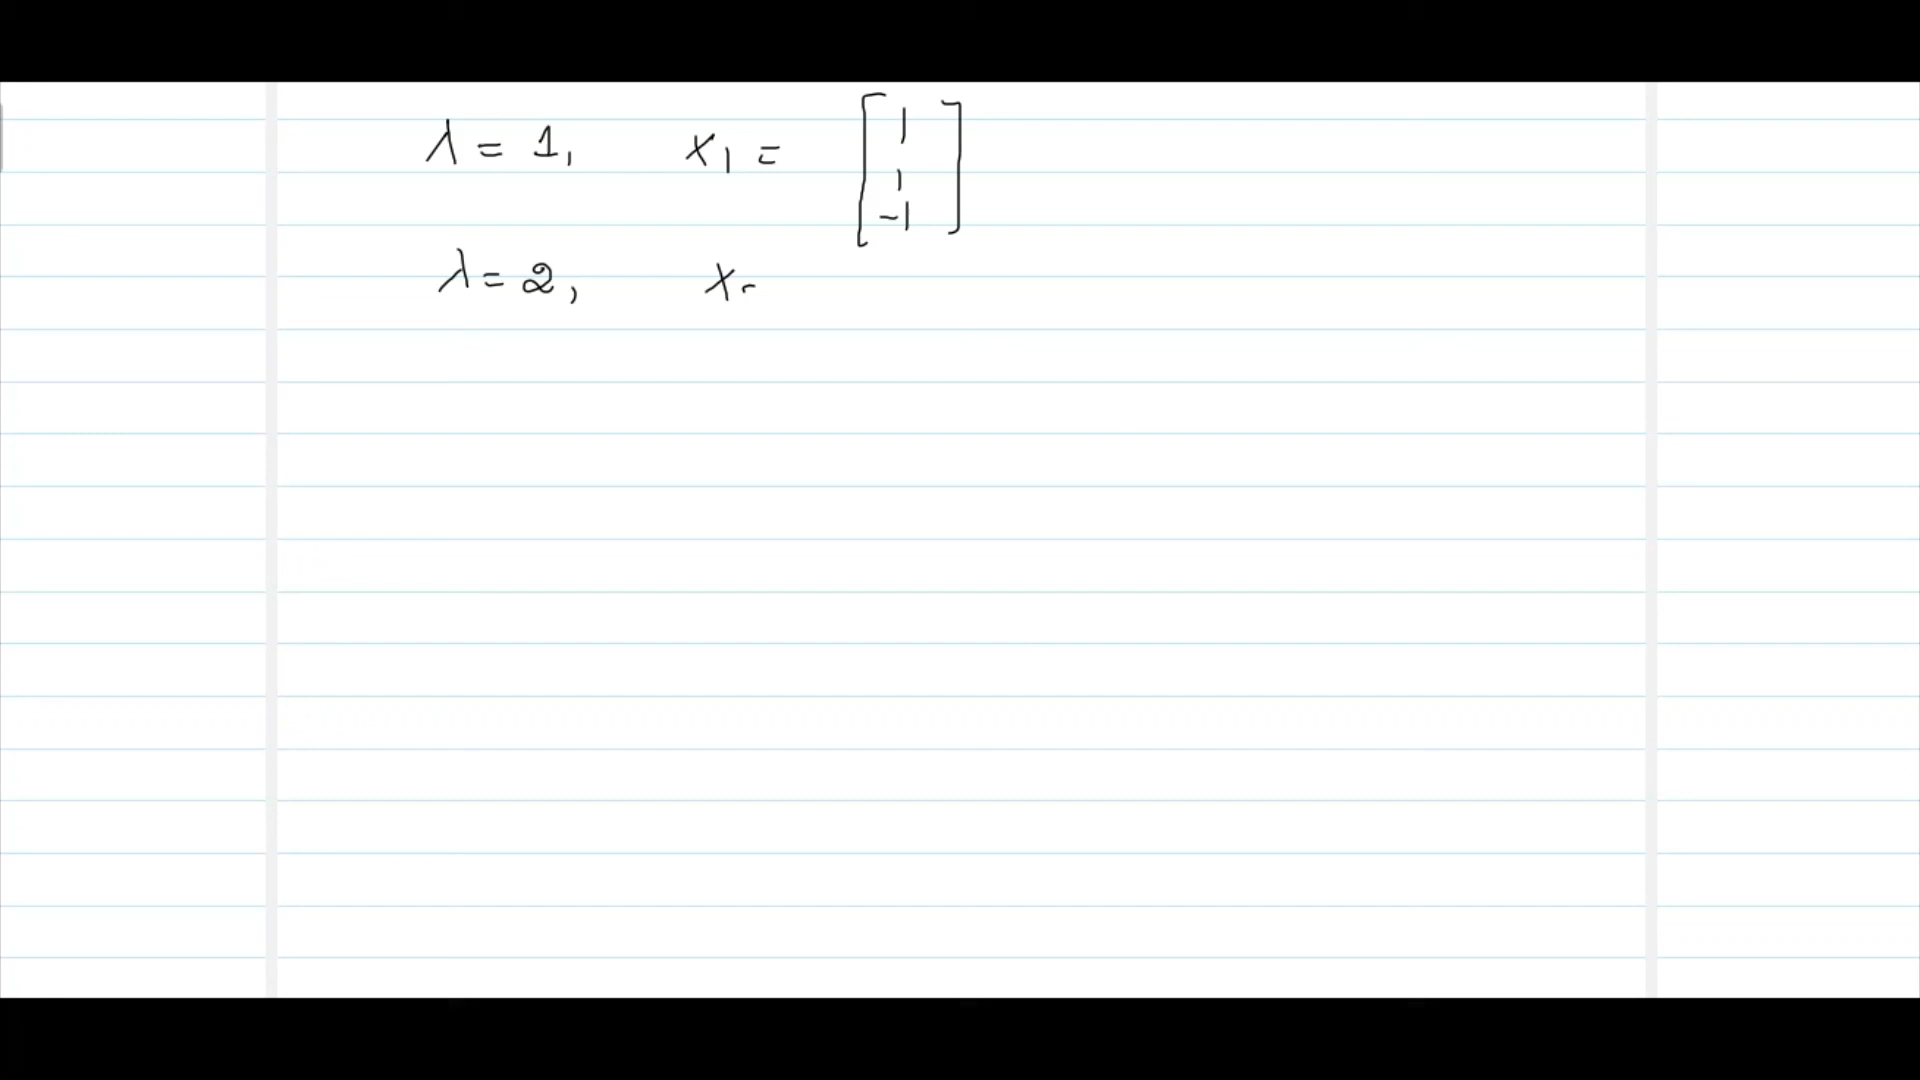 λ = 1, x1 = [ 1
1
-1 ]
λ = 2, x